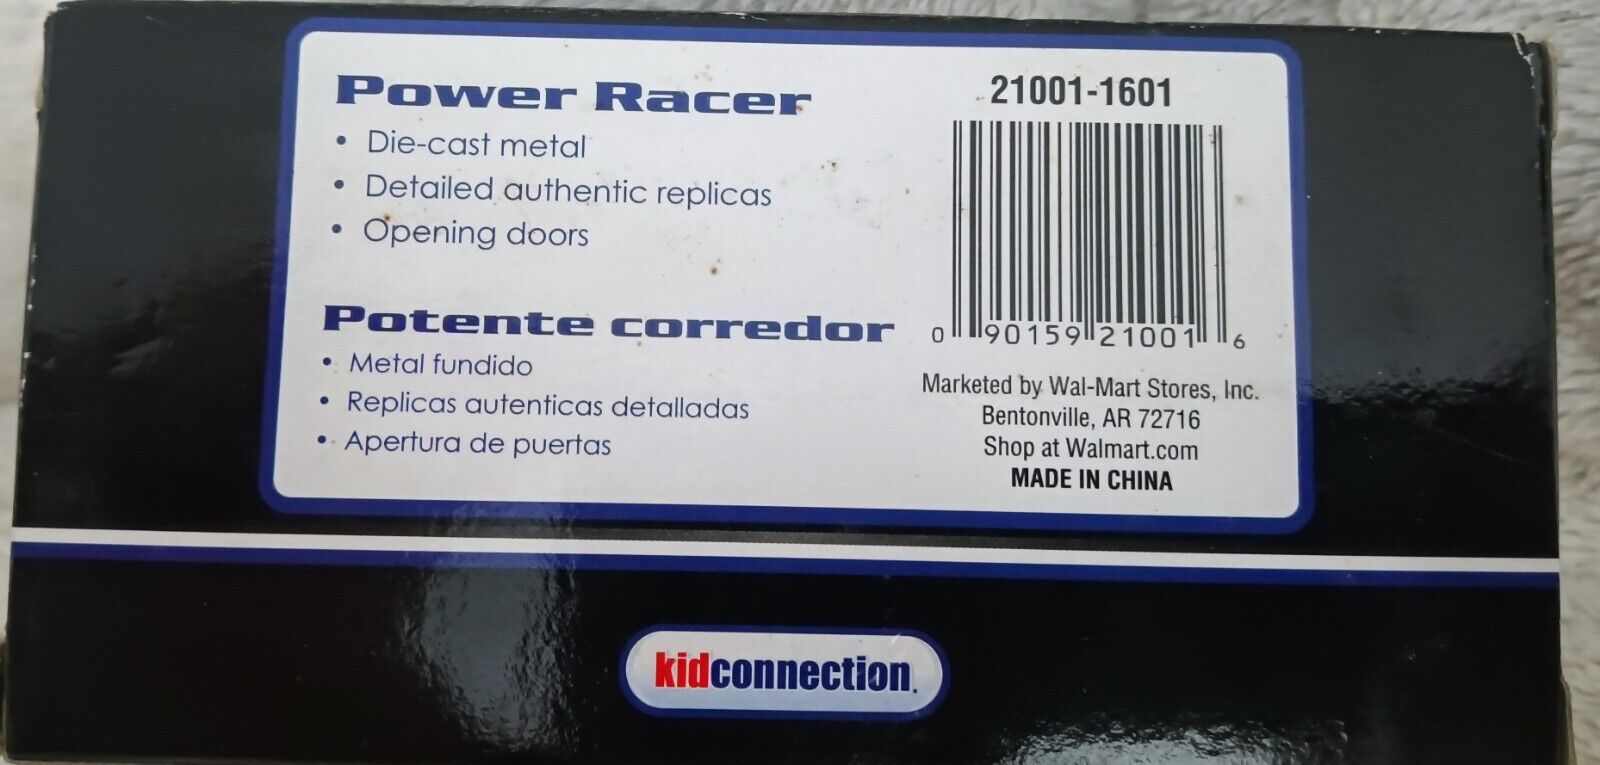 Power Racer
• Die-cast metal
• Detailed authentic replicas
• Opening doors
Potente corredor
• Metal fundido
• Replicas autenticas detalladas
• Apertura de puertas
21001-1601
0 90159 21001 6
Marketed by Wal-Mart Stores, Inc.
Bentonville, AR 72716
Shop at Walmart.com
MADE IN CHINA
kidconnection.